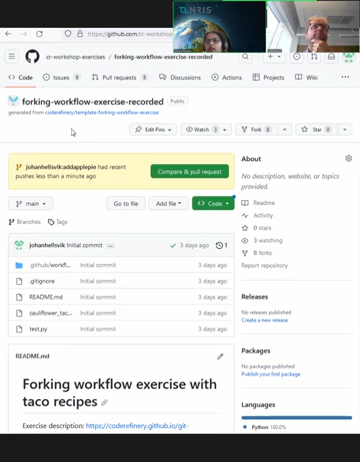 NRIS
https://github.com/cr-workshop-
cr-workshop-exercises / forking-workflow-exercise-recorded
Code
Issues 8
Pull requests 8
Discussions
Actions
Projects
Wiki
forking-workflow-exercise-recorded Public
generated from coderefinery/template-forking-workflow-exercise
Edit Pins
Watch 3
Fork 8
Star 0
johanhellsvik:addapplepie had recent
pushes less than a minute ago
Compare & pull request
main
Go to file
Add file
Code
Branches
Tags
johanhellsvik Initial commit
3 days ago
1
.github/workfl...
Initial commit
3 days ago
.gitignore
Initial commit
3 days ago
README.md
Initial commit
3 days ago
cauliflower_tac...
Initial commit
3 days ago
test.py
Initial commit
3 days ago
README.md
Forking workflow exercise with
taco recipes
Exercise description: https://coderefinery.github.io/git-
About
No description, website, or topics
provided.
Readme
Activity
0 stars
3 watching
8 forks
Report repository
Releases
No releases published
Create a new release
Packages
No packages published
Publish your first package
Languages
Python 100.0%